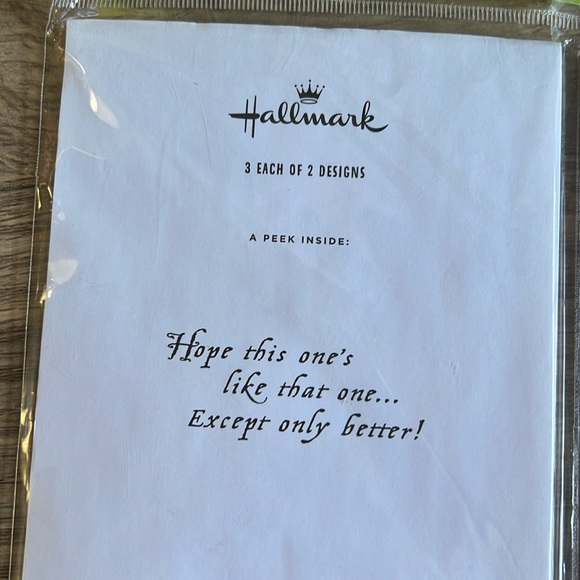 Hallmark
3 EACH OF 2 DESIGNS
A PEEK INSIDE:
Hope this one's
like that one...
Except only better!